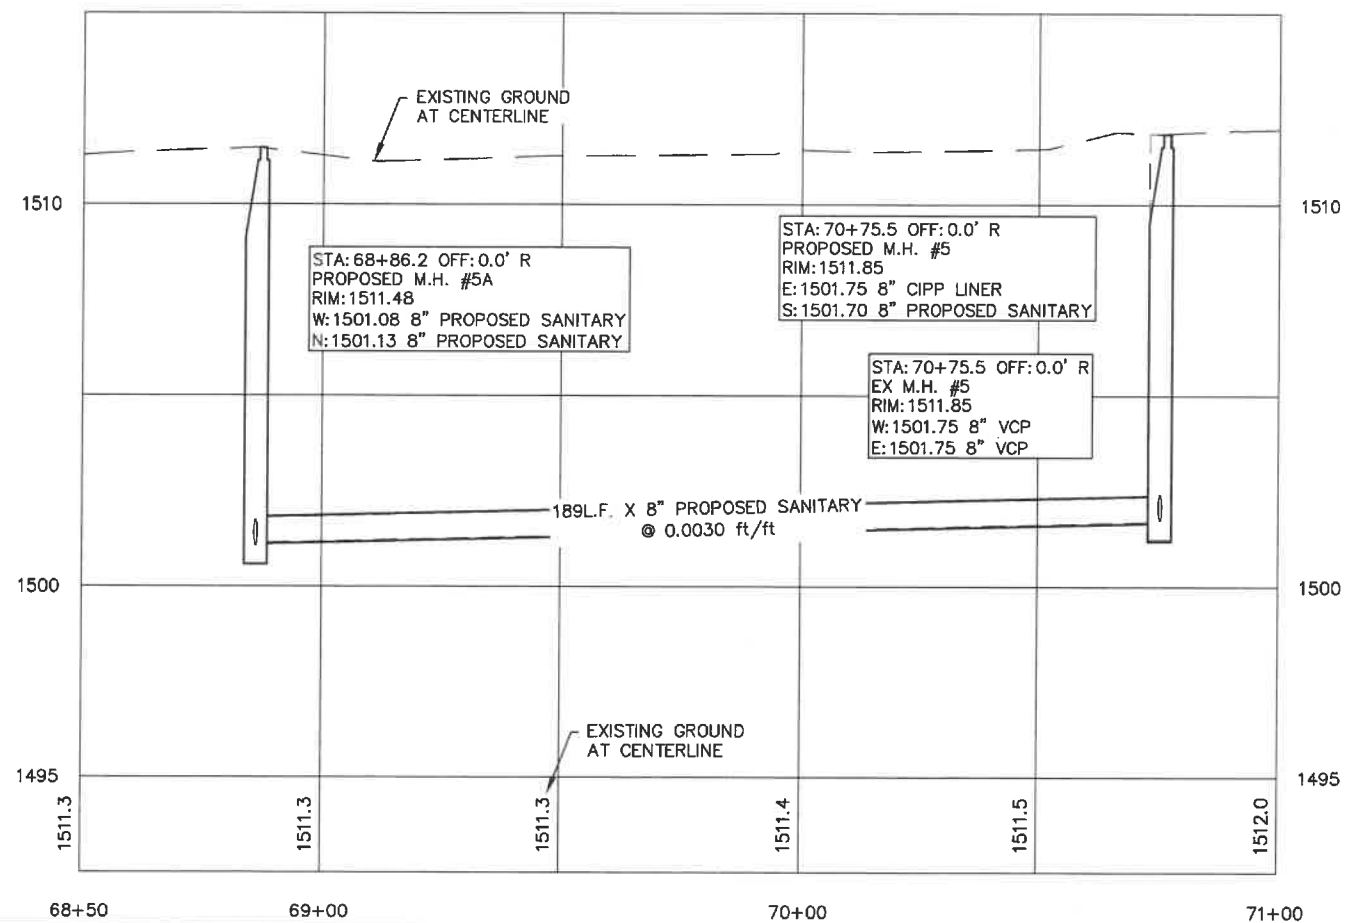 EXISTING GROUND
AT CENTERLINE
1510
1510
STA: 68+86.2 OFF: 0.0' R
PROPOSED M.H. #5A
RIM: 1511.48
W: 1501.08 8" PROPOSED SANITARY
N: 1501.13 8" PROPOSED SANITARY
STA: 70+75.5 OFF: 0.0' R
PROPOSED M.H. #5
RIM: 1511.85
E: 1501.75 8" CIPP LINER
S: 1501.70 8" PROPOSED SANITARY
STA: 70+75.5 OFF: 0.0' R
EX M.H. #5
RIM: 1511.85
W: 1501.75 8" VCP
E: 1501.75 8" VCP
189L.F. X 8" PROPOSED SANITARY
@ 0.0030 ft/ft
1500
1500
EXISTING GROUND
AT CENTERLINE
1495
1495
1511.3
1511.3
1511.3
1511.4
1511.5
1512.0
68+50
69+00
70+00
71+00